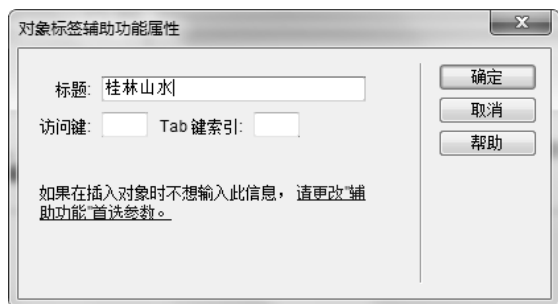 对象标签辅助功能属性
标题: 桂林山水
访问键: Tab 键索引:
如果在插入对象时不想输入此信息， 请更改"辅
助功能"首选参数。
确定
取消
帮助